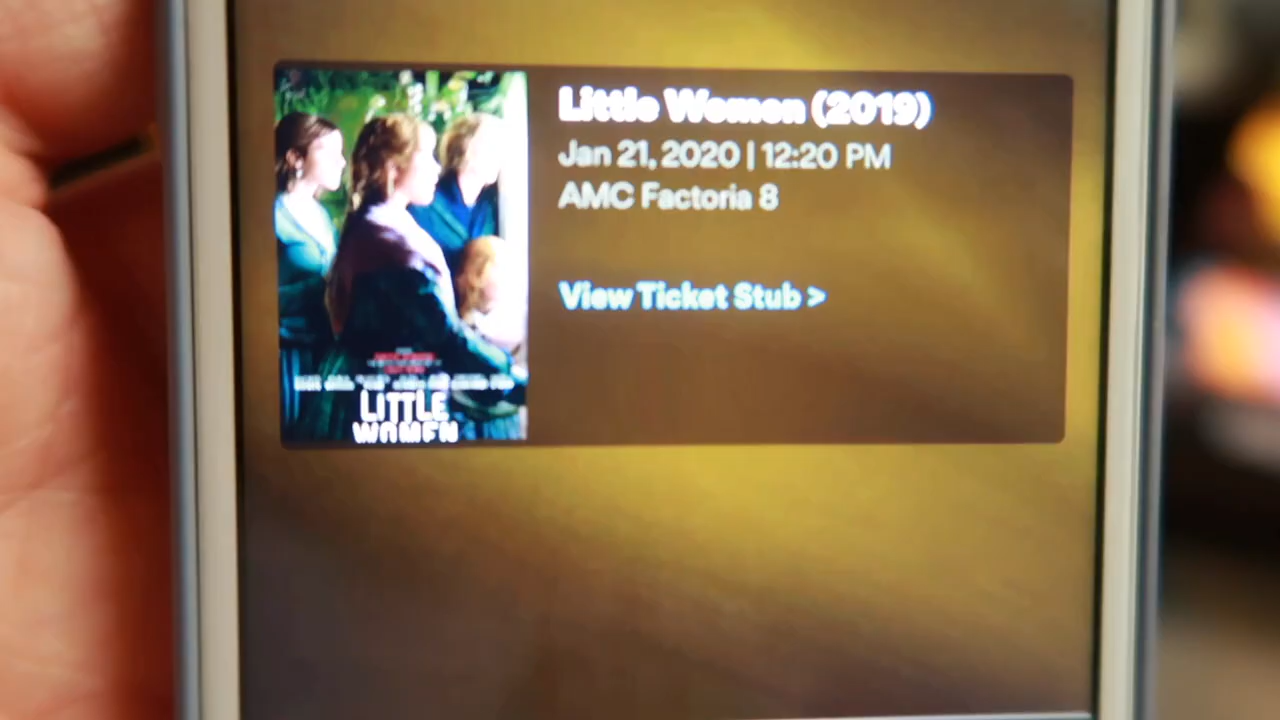 Little Women (2019)
Jan 21, 2020 | 12:20 PM
AMC Factoria 8
View Ticket Stub >
LITTLE
WOMEN